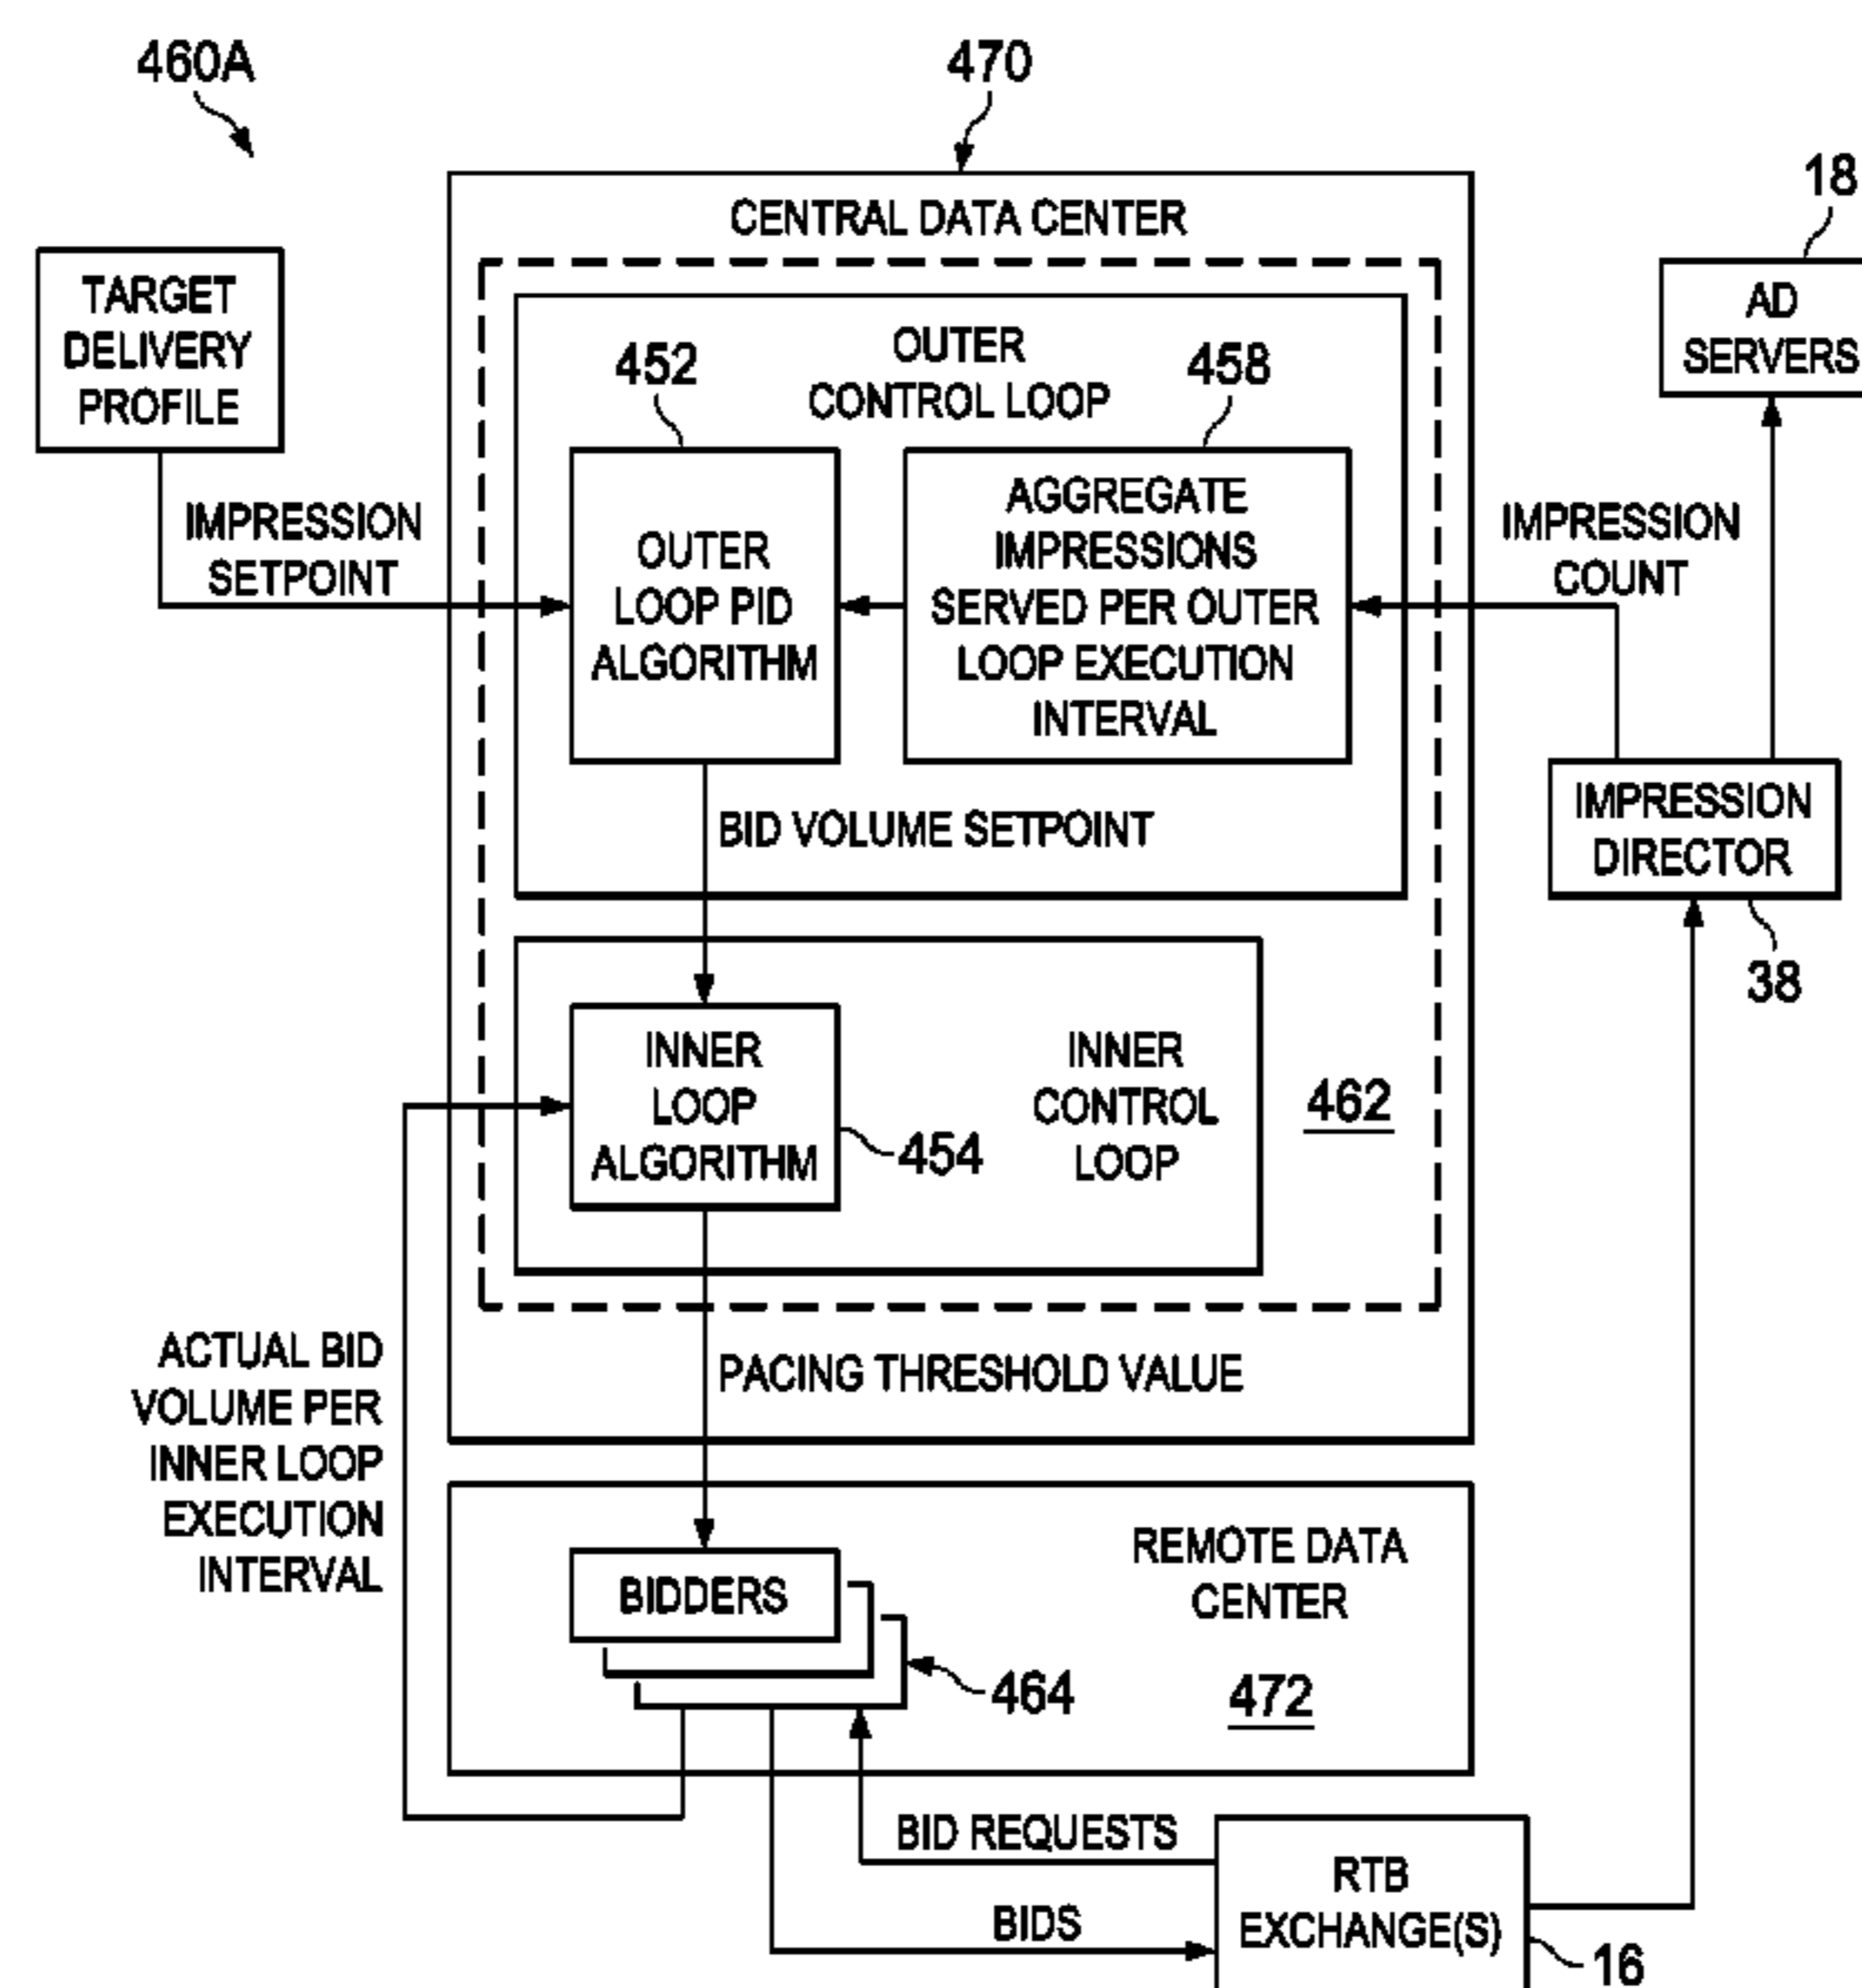 460A
470
18
CENTRAL DATA CENTER
TARGET
DELIVERY
PROFILE
AD
SERVERS
OUTER
CONTROL LOOP
452
458
IMPRESSION
SETPOINT
OUTER
LOOP PID
ALGORITHM
AGGREGATE
IMPRESSIONS
SERVED PER OUTER
LOOP EXECUTION
INTERVAL
IMPRESSION
COUNT
BID VOLUME SETPOINT
IMPRESSION
DIRECTOR
38
INNER
LOOP
ALGORITHM
454
INNER
CONTROL
LOOP
462
ACTUAL BID
VOLUME PER
INNER LOOP
EXECUTION
INTERVAL
PACING THRESHOLD VALUE
BIDDERS
REMOTE DATA
CENTER
464
472
BID REQUESTS
BIDS
RTB
EXCHANGE(S)
16